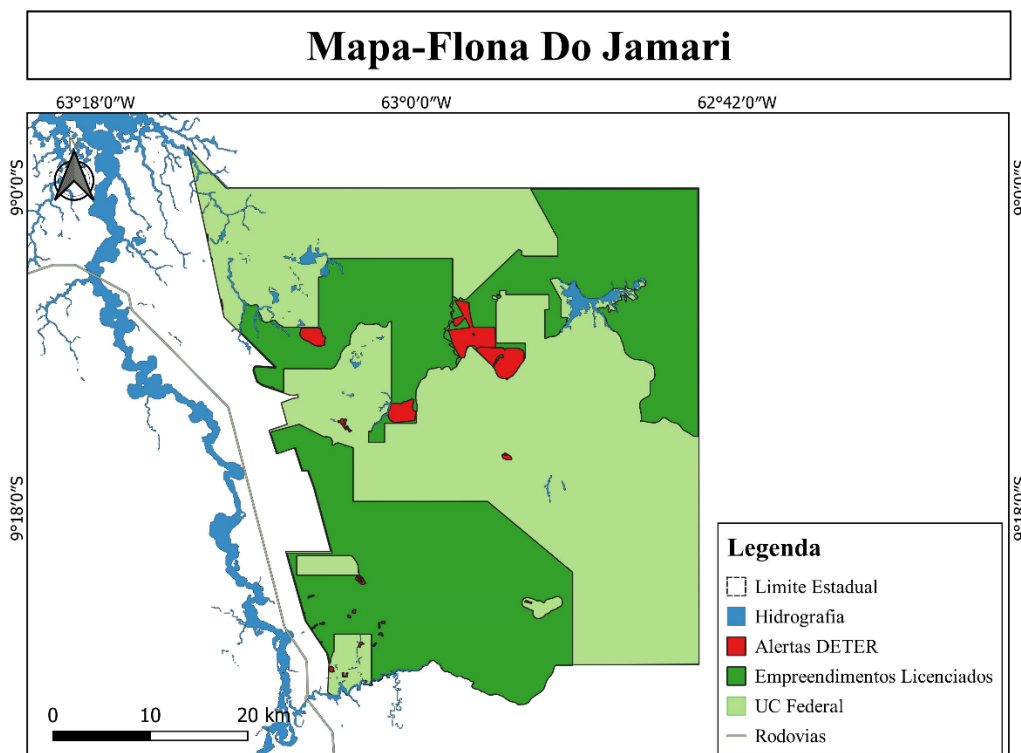 Mapa-Flona Do Jamari
63°18'0"W 63°0'0"W 62°42'0"W
9°0'0"S 9°0'0"S
9°18'0"S 9°18'0"S
Legenda
Limite Estadual
Hidrografia
Alertas DETER
Empreendimentos Licenciados
UC Federal
Rodovias
0 10 20 km